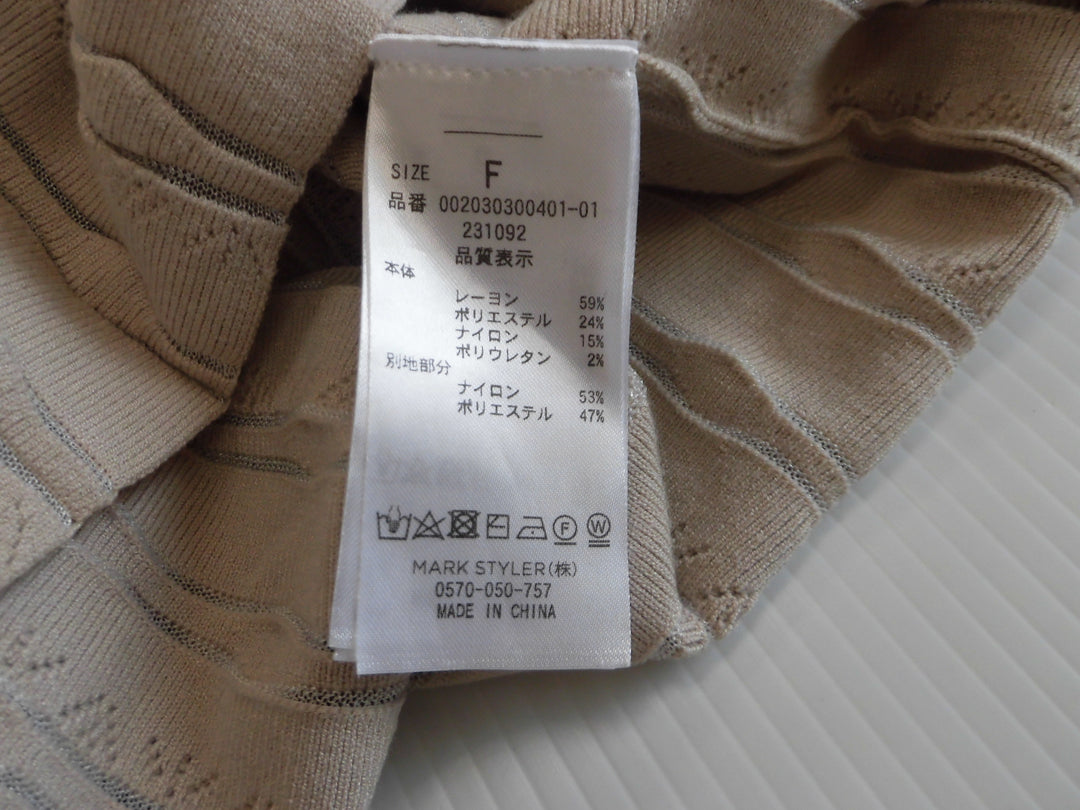 SIZE F
品番 002030300401-01
231092
品質表示
本体
レーヨン 59%
ポリエステル 24%
ナイロン 15%
ポリウレタン 2%
別地部分
ナイロン 53%
ポリエステル 47%
F W
MARK STYLER(株)
0570-050-757
MADE IN CHINA